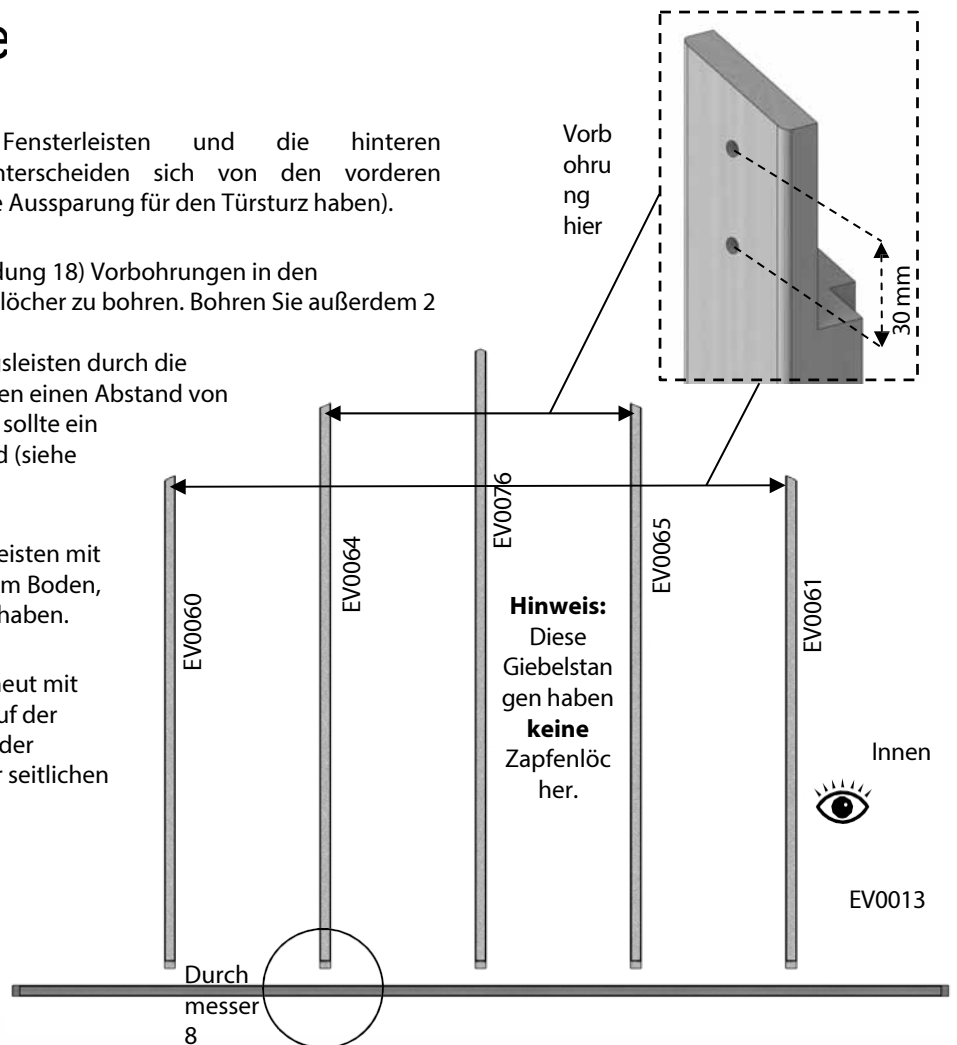 e
Fensterleisten und die hinteren
nterscheiden sich von den vorderen
e Aussparung für den Türsturz haben).
dung 18) Vorbohrungen in den
löcher zu bohren. Bohren Sie außerdem 2
sleisten durch die
en einen Abstand von
sollte ein
d (siehe
eisten mit
m Boden,
haben.
neut mit
uf der
der
r seitlichen
Vorb
ohru
ng
hier
30 mm
EV0060
EV0064
EV0076
EV0065
EV0061
Hinweis:
Diese
Giebelstan
gen haben
keine
Zapfenlöc
her.
Innen
EV0013
Durch
messer
8